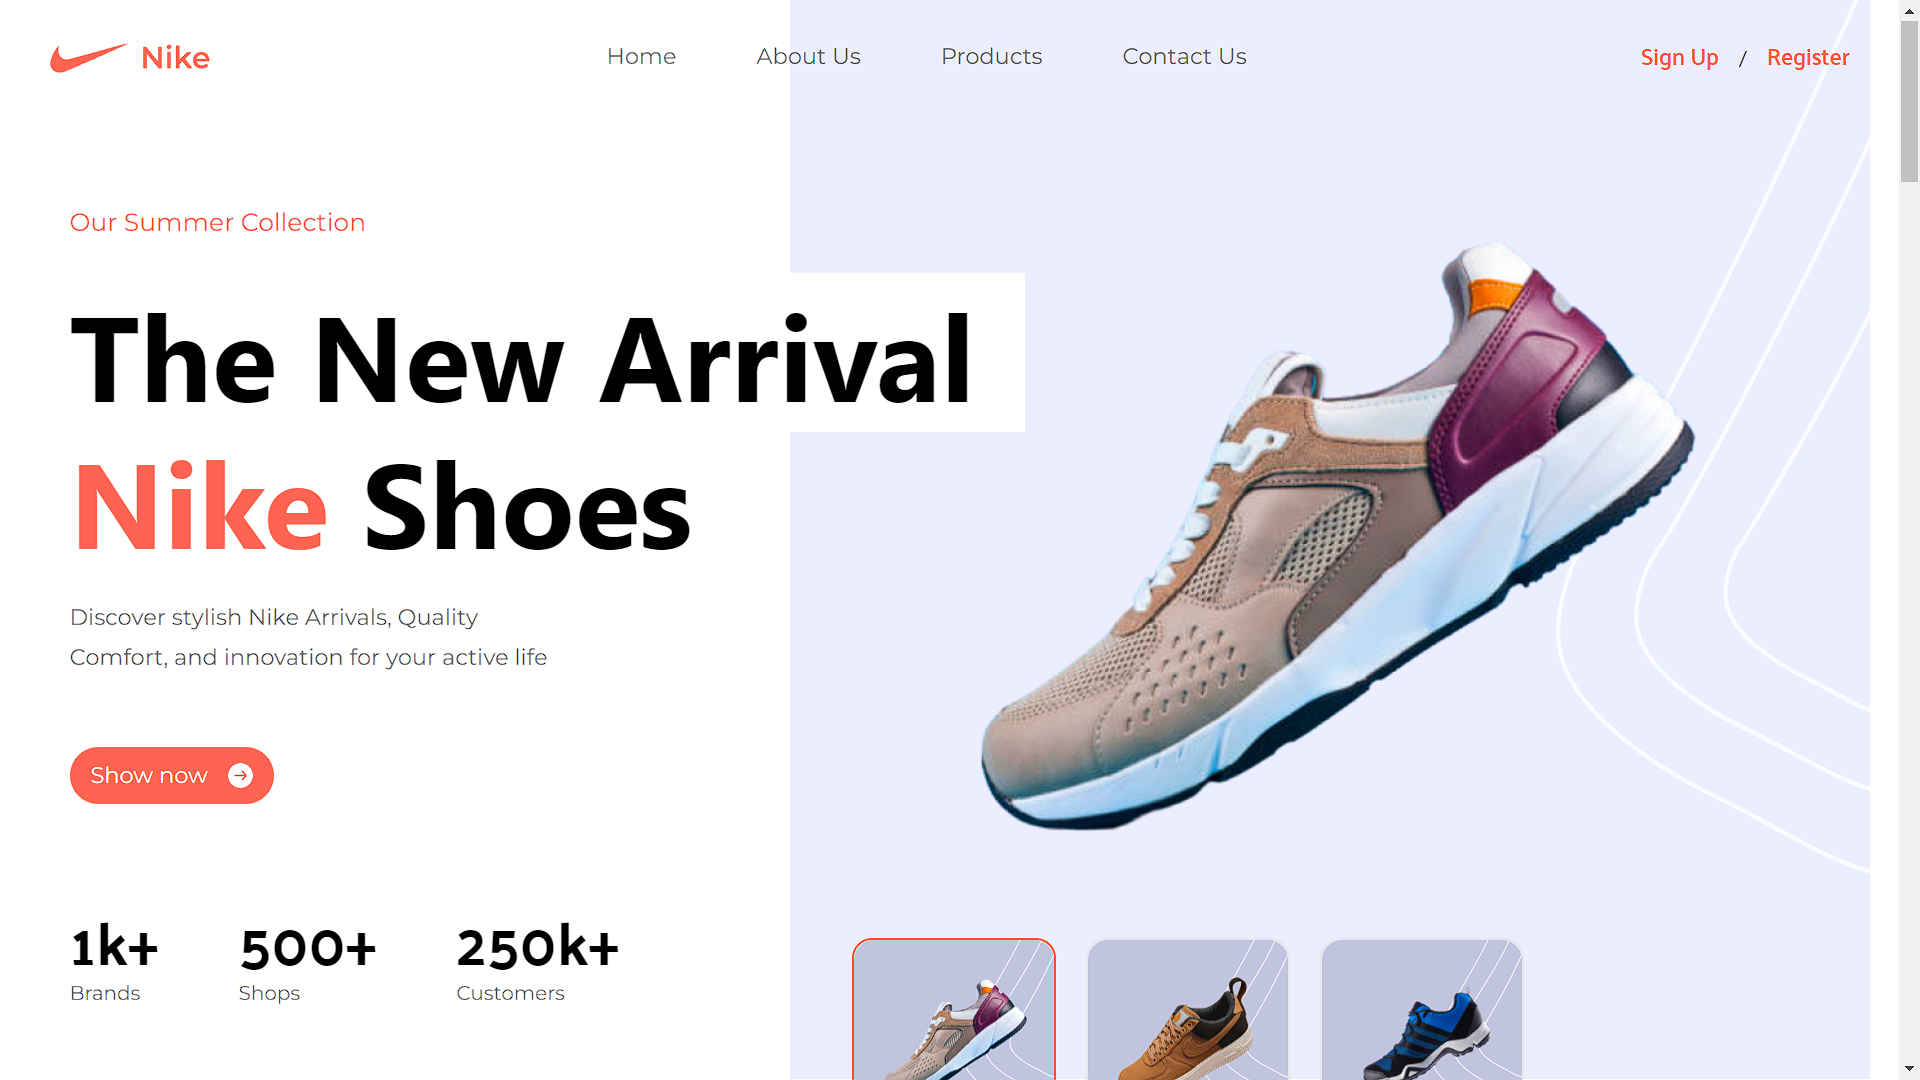 Nike
Home
About Us
Products
Contact Us
Sign Up / Register
Our Summer Collection
The New Arrival
Nike Shoes
Discover stylish Nike Arrivals, Quality
Comfort, and innovation for your active life
Show now
1k+
Brands
500+
Shops
250k+
Customers